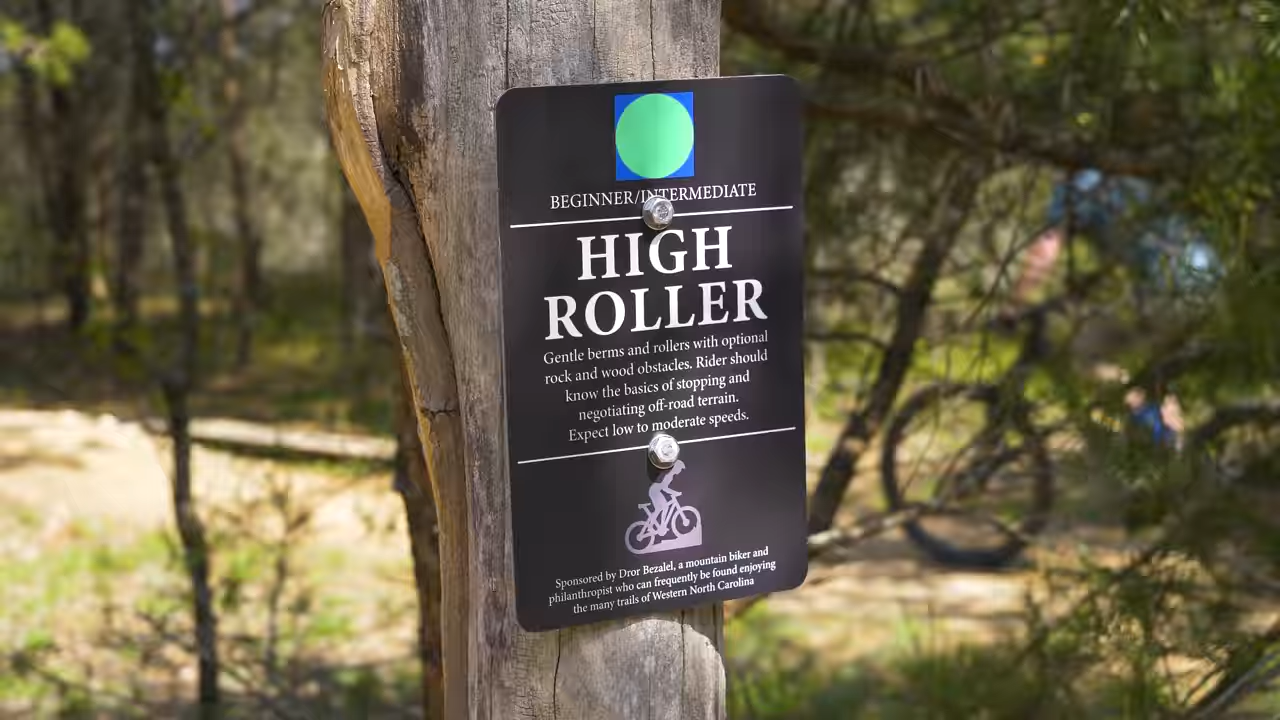 BEGINNER/INTERMEDIATE
HIGH
ROLLER
Gentle berms and rollers with optional
rock and wood obstacles. Rider should
know the basics of stopping and
negotiating off-road terrain.
Expect low to moderate speeds.
Sponsored by Dror Bezalel, a mountain biker and
philanthropist who can frequently be found enjoying
the many trails of Western North Carolina